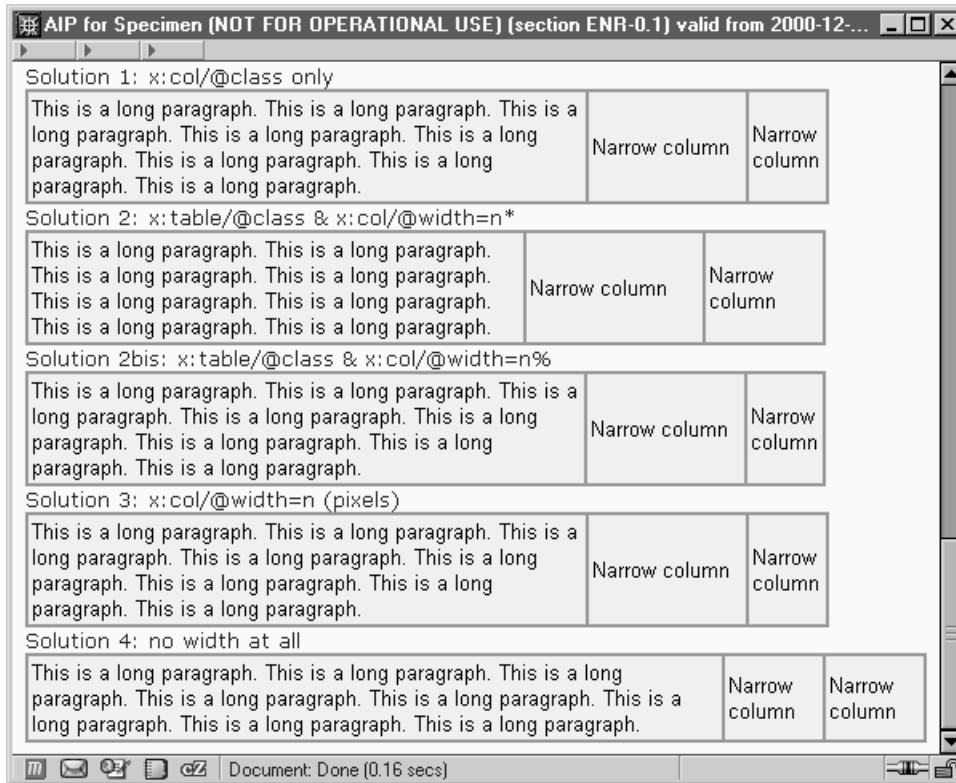 AIP for Specimen (NOT FOR OPERATIONAL USE) (section ENR-0.1) valid from 2000-12-...
Solution 1: x:col/@class only
This is a long paragraph. This is a long paragraph. This is a
long paragraph. This is a long paragraph. This is a long
paragraph. This is a long paragraph. This is a long
paragraph. This is a long paragraph.
Narrow column
Narrow
column
Solution 2: x:table/@class & x:col/@width=n*
This is a long paragraph. This is a long paragraph.
This is a long paragraph. This is a long paragraph.
This is a long paragraph. This is a long paragraph.
This is a long paragraph. This is a long paragraph.
Narrow column
Narrow
column
Solution 2bis: x:table/@class & x:col/@width=n%
This is a long paragraph. This is a long paragraph. This is a
long paragraph. This is a long paragraph. This is a long
paragraph. This is a long paragraph. This is a long
paragraph. This is a long paragraph.
Narrow column
Narrow
column
Solution 3: x:col/@width=n (pixels)
This is a long paragraph. This is a long paragraph. This is a
long paragraph. This is a long paragraph. This is a long
paragraph. This is a long paragraph. This is a long
paragraph. This is a long paragraph.
Narrow column
Narrow
column
Solution 4: no width at all
This is a long paragraph. This is a long paragraph. This is a long
paragraph. This is a long paragraph. This is a long paragraph. This is a
long paragraph. This is a long paragraph. This is a long paragraph.
Narrow
column
Narrow
column
Document: Done (0.16 secs)